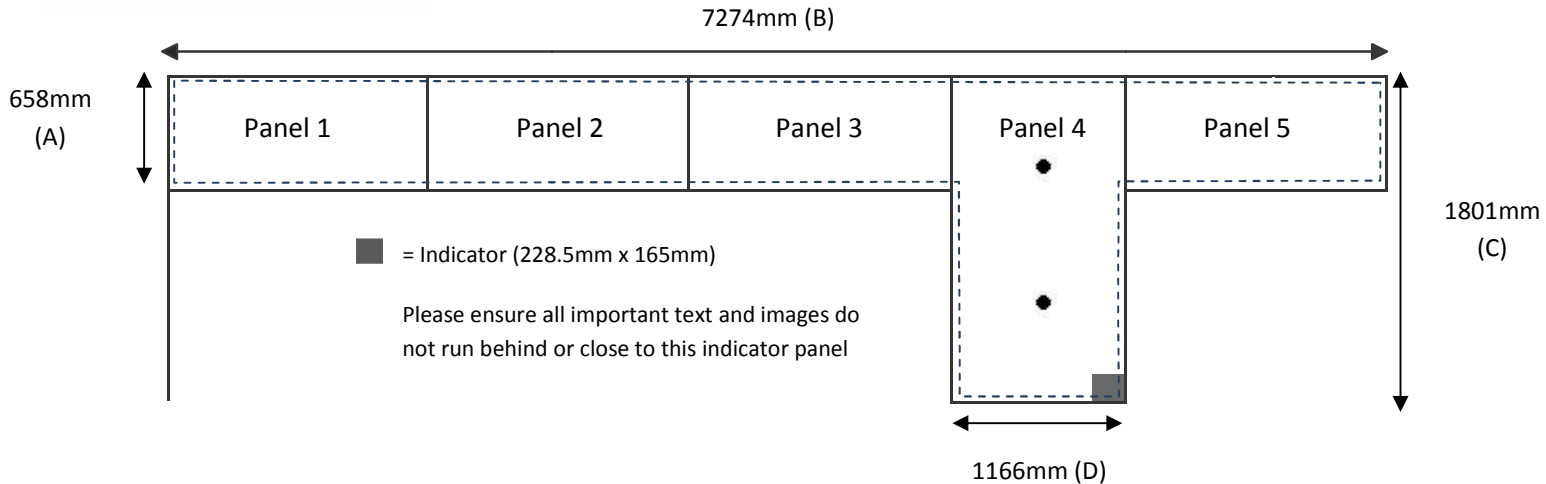 7274mm (B)
658mm
(A)
Panel 1
Panel 2
Panel 3
Panel 4
Panel 5
1801mm
(C)
= Indicator (228.5mm x 165mm)
Please ensure all important text and images do
not run behind or close to this indicator panel
1166mm (D)